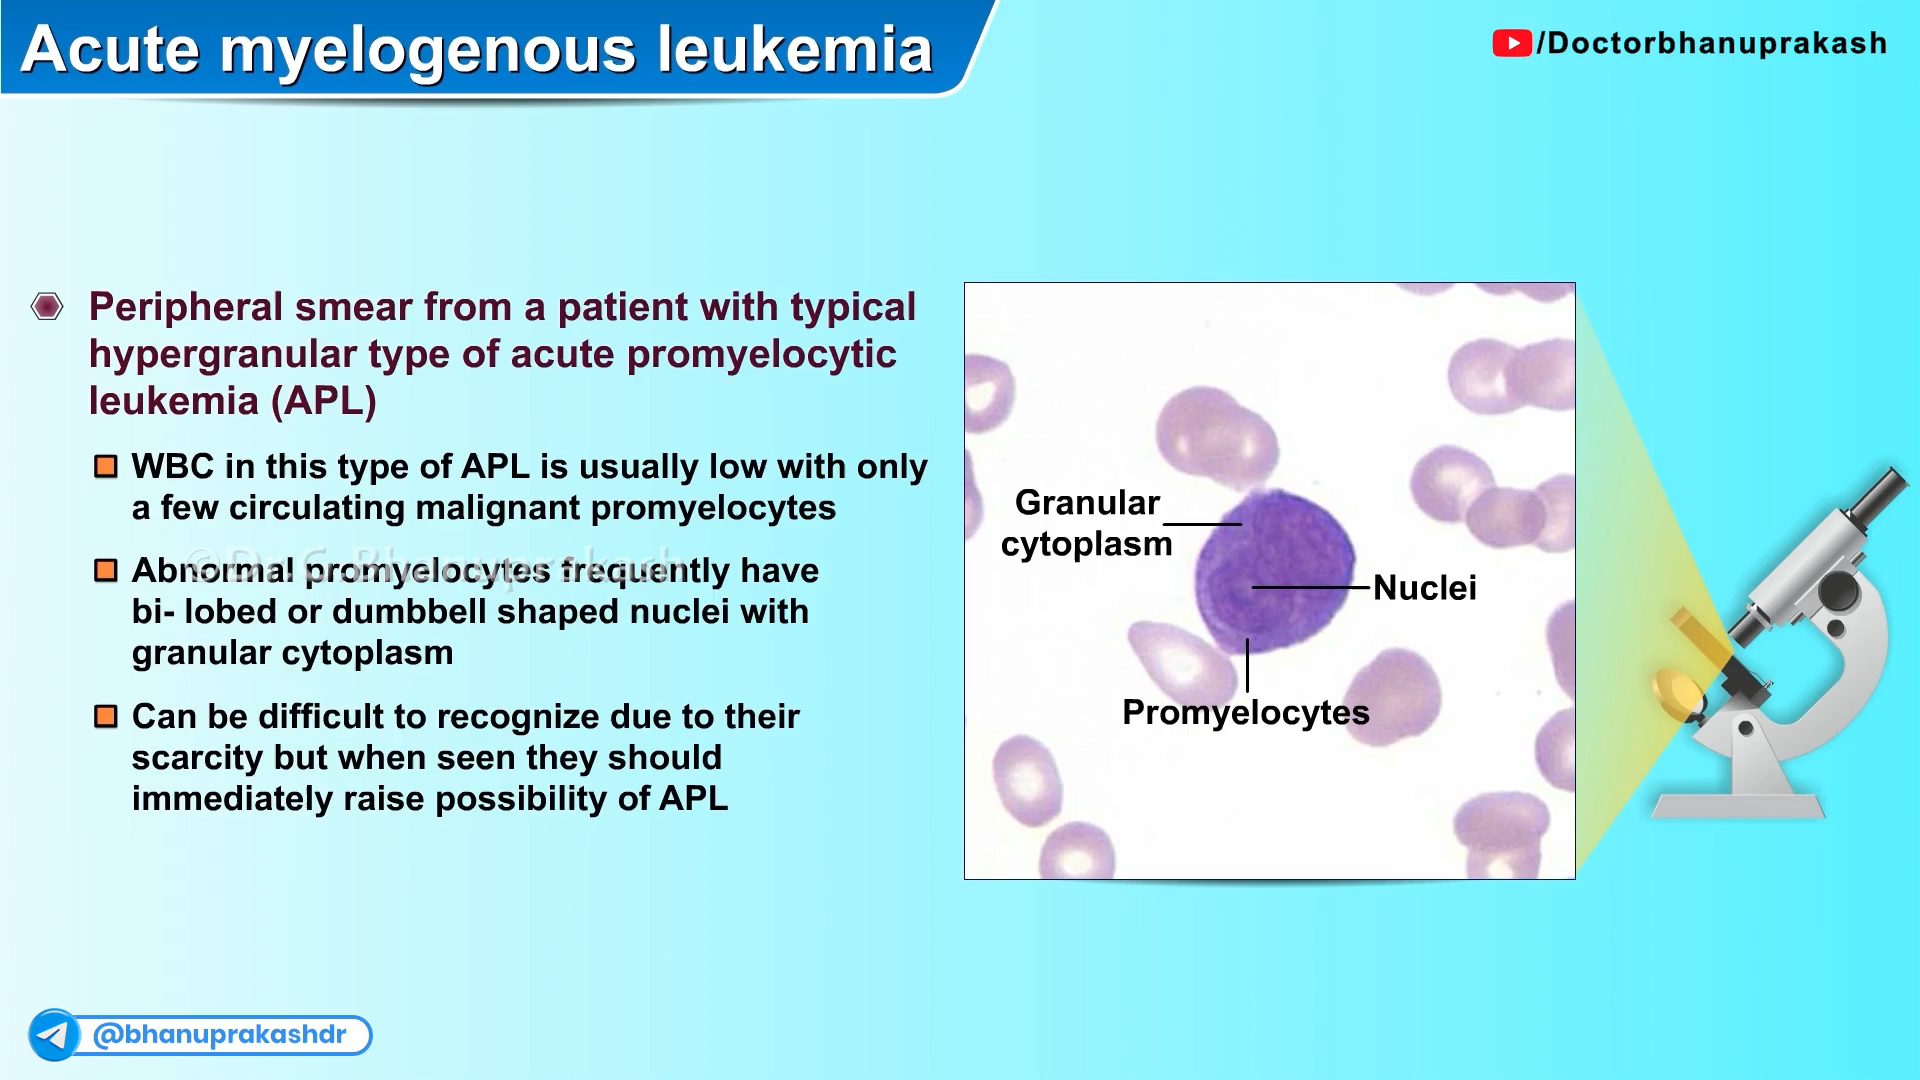 Acute myelogenous leukemia
/Doctorbhanuprakash
Peripheral smear from a patient with typical
hypergranular type of acute promyelocytic
leukemia (APL)
WBC in this type of APL is usually low with only
a few circulating malignant promyelocytes
©Dr.G.Bhanuprakash
Abnormal promyelocytes frequently have
bi- lobed or dumbbell shaped nuclei with
granular cytoplasm
Can be difficult to recognize due to their
scarcity but when seen they should
immediately raise possibility of APL
Granular
cytoplasm
Nuclei
Promyelocytes
@bhanuprakashdr